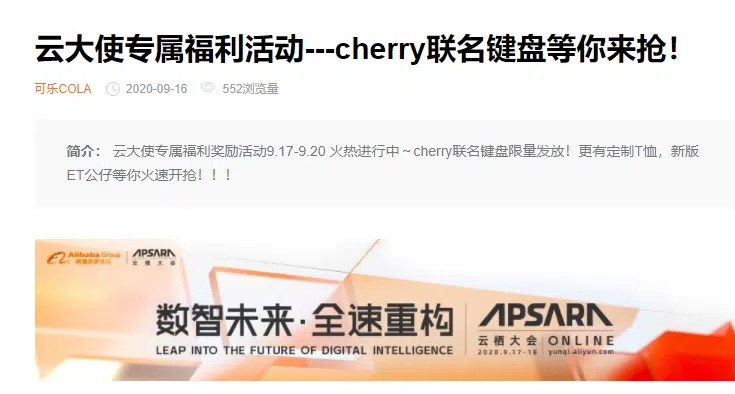 云大使专属福利活动---cherry联名键盘等你来抢！
可乐COLA 2020-09-16 552浏览量
简介： 云大使专属福利奖励活动9.17-9.20 火热进行中～cherry联名键盘限量发放！更有定制T恤，新版
ET公仔等你火速开抢！！！
Alibaba Group
阿里巴巴集团
APSARA
云栖大会
数智未来·全速重构
LEAP INTO THE FUTURE OF DIGITAL INTELLIGENCE
APSARA
云栖大会 ONLINE
2020.9.17-18 yunqi.aliyun.com